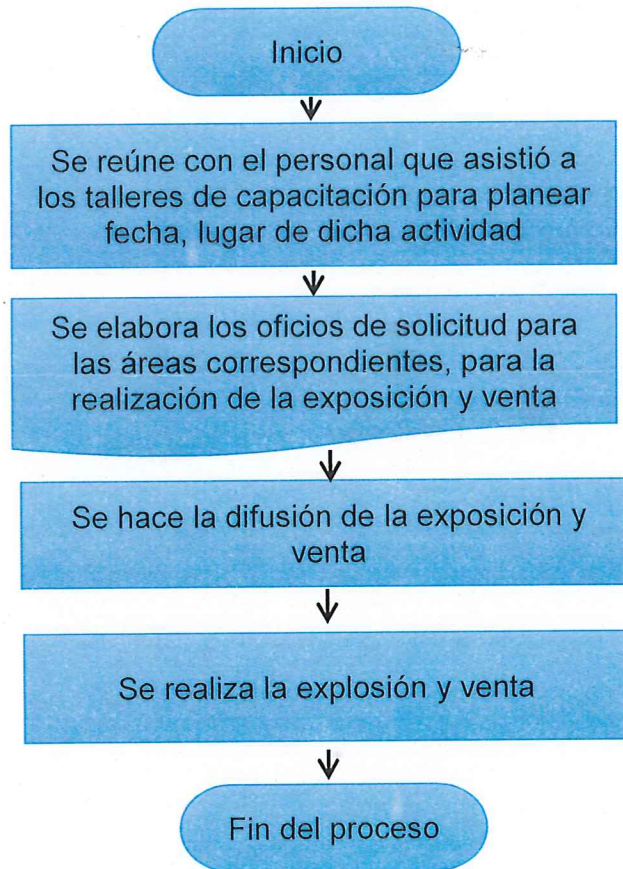 Inicio
Se reúne con el personal que asistió a
los talleres de capacitación para planear
fecha, lugar de dicha actividad
Se elabora los oficios de solicitud para
las áreas correspondientes, para la
realización de la exposición y venta
Se hace la difusión de la exposición y
venta
Se realiza la explosión y venta
Fin del proceso